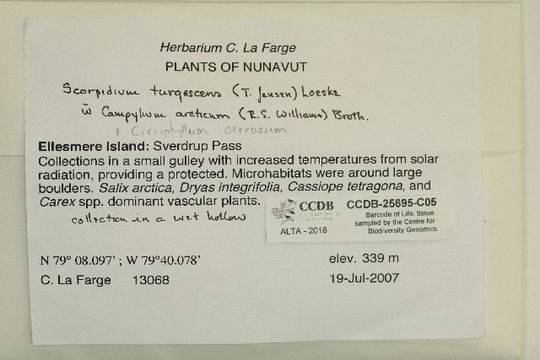 Herbarium C. La Farge
PLANTS OF NUNAVUT
Scorpidium turgescens (T. Jensen) Loeske
w̄ Campylium arcticum (R.S. Williams) Broth.
+ Cirriphyllum cirrosum
Ellesmere Island: Sverdrup Pass
Collections in a small gulley with increased temperatures from solar
radiation, providing a protected. Microhabitats were around large
boulders. Salix arctica, Dryas integrifolia, Cassiope tetragona, and
Carex spp. dominant vascular plants.
collection in a wet hollow
CCDB
ALTA - 2018
CCDB-25695-C05
Barcode of Life: tissue
sampled by the Centre for
Biodiversity Genomics
N 79° 08.097' ; W 79°40.078'
elev. 339 m
C. La Farge 13068
19-Jul-2007